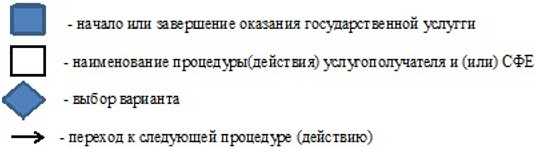 - начало или завершение оказания государственной услугги
- наименование процедуры(действия) услугополучателя и (или) СФЕ
- выбор варианта
- переход к следующей процедуре (действию)